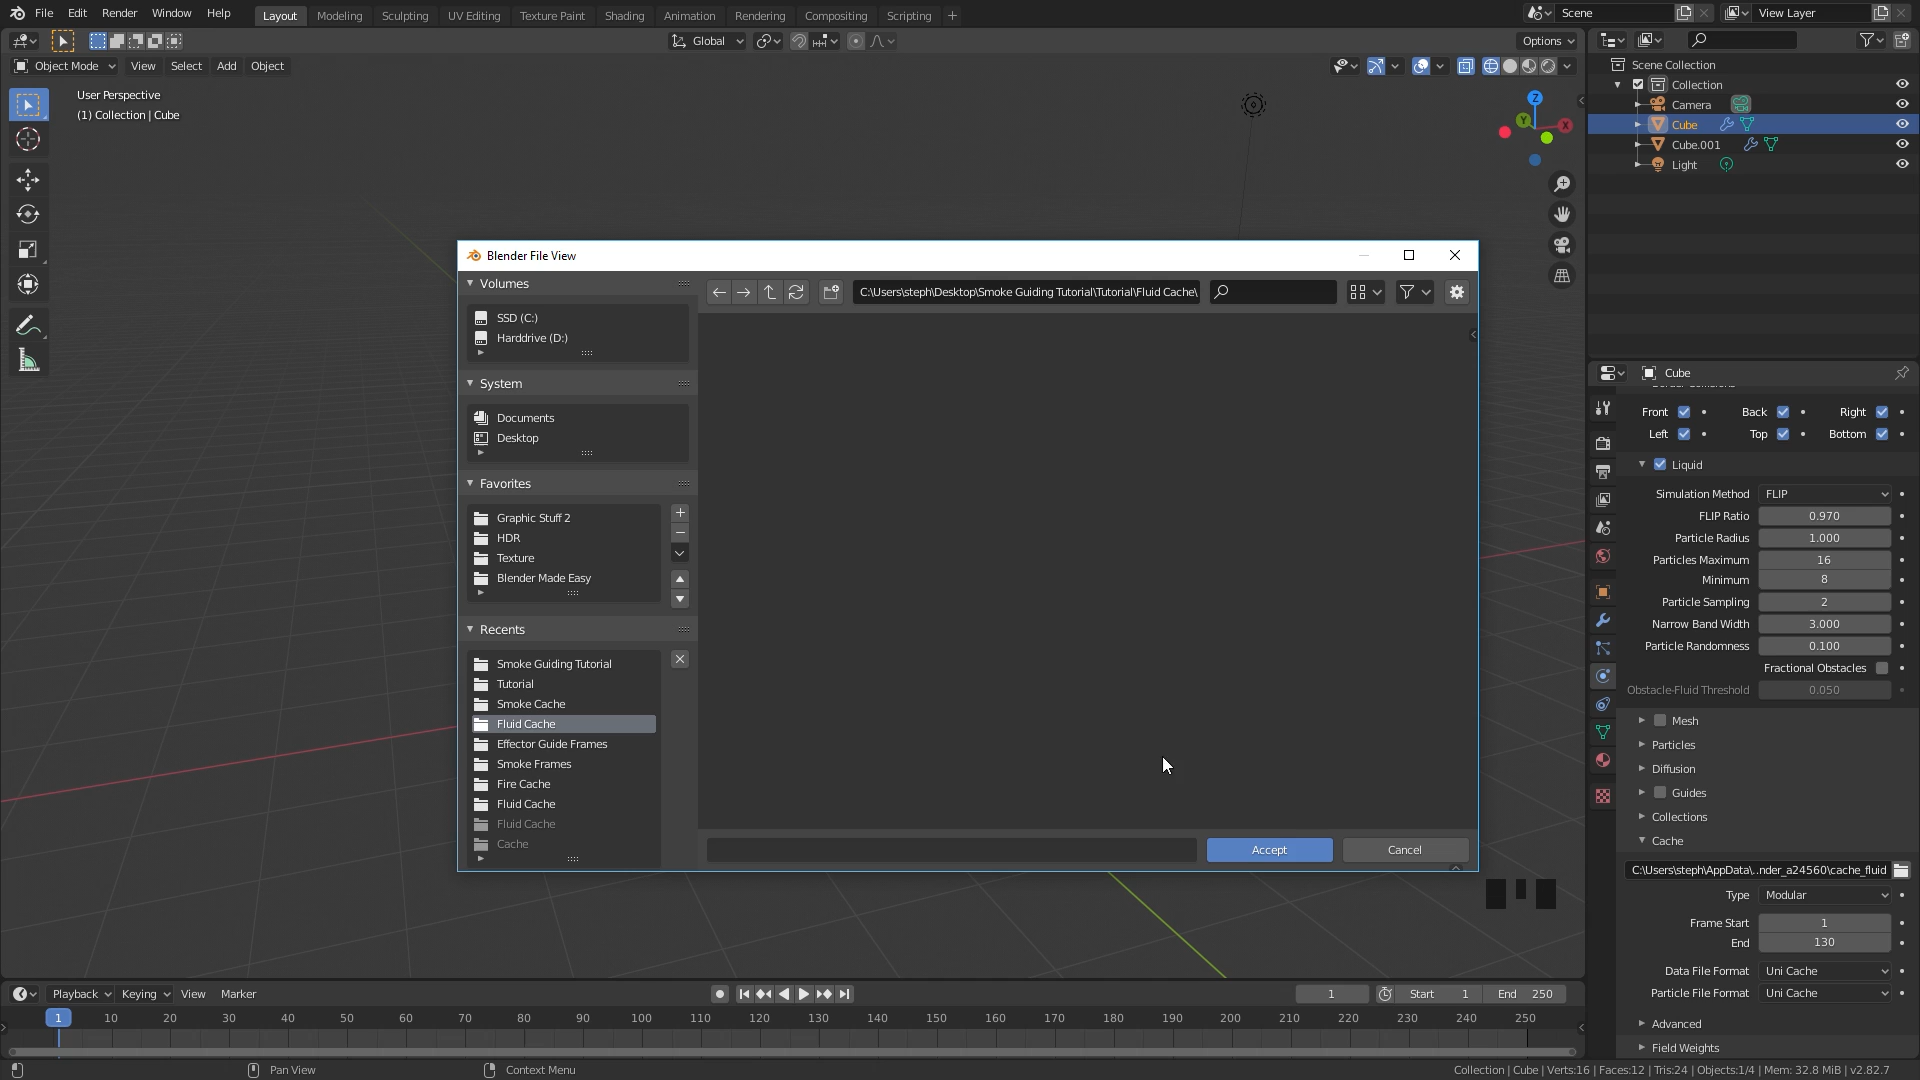 File Edit Render Window Help Layout Modeling Sculpting UV Editing Texture Paint Shading Animation Rendering Compositing Scripting + Scene View Layer
Global Options
Object Mode View Select Add Object
User Perspective
(1) Collection | Cube
Z
Y
X
Scene Collection
Collection
Camera
Cube
Cube.001
Light
Blender File View
Volumes
SSD (C:)
Harddrive (D:)
System
Documents
Desktop
Favorites
Graphic Stuff 2
HDR
Texture
Blender Made Easy
Recents
Smoke Guiding Tutorial
Tutorial
Smoke Cache
Fluid Cache
Effector Guide Frames
Smoke Frames
Fire Cache
Fluid Cache
Fluid Cache
Cache
C:\Users\steph\Desktop\Smoke Guiding Tutorial\Tutorial\Fluid Cache\
Accept Cancel
Cube
Front Back Right
Left Top Bottom
Liquid
Simulation Method FLIP
FLIP Ratio 0.970
Particle Radius 1.000
Particles Maximum 16
Minimum 8
Particle Sampling 2
Narrow Band Width 3.000
Particle Randomness 0.100
Fractional Obstacles
Obstacle-Fluid Threshold 0.050
Mesh
Particles
Diffusion
Guides
Collections
Cache
C:\Users\steph\AppData\..nder_a24560\cache_fluid
Type Modular
Frame Start 1
End 130
Data File Format Uni Cache
Particle File Format Uni Cache
Advanced
Field Weights
Playback Keying View Marker 1 Start 1 End 250
1 10 20 30 40 50 60 70 80 90 100 110 120 130 140 150 160 170 180 190 200 210 220 230 240 250
Pan View Context Menu Collection | Cube | Verts:16 | Faces:12 | Tris:24 | Objects:1/4 | Mem: 32.8 MiB | v2.82.7